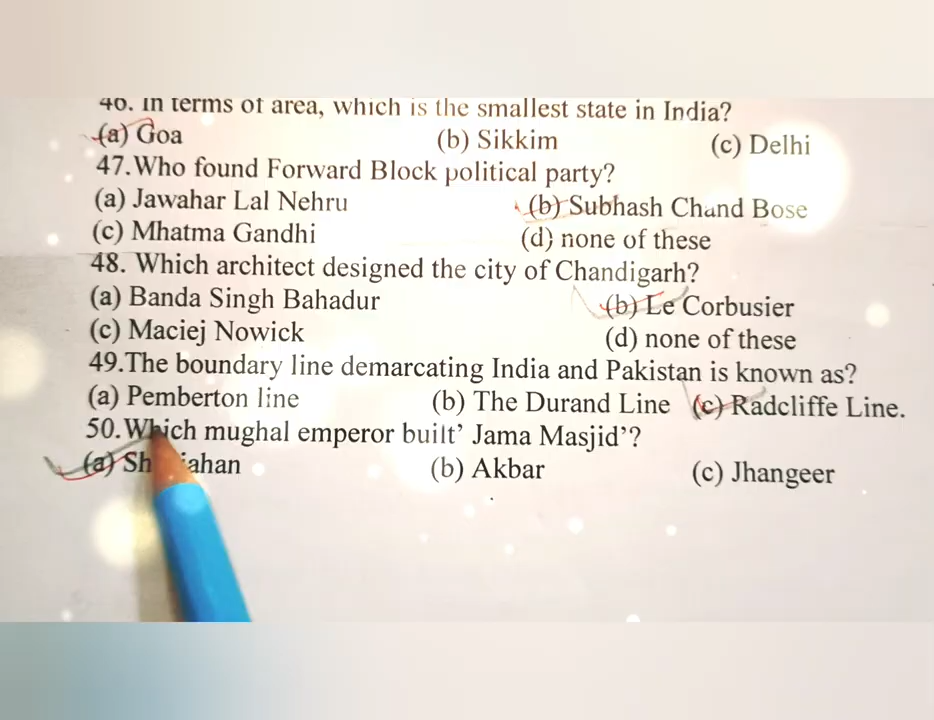 46. In terms of area, which is the smallest state in India?
(a) Goa (b) Sikkim (c) Delhi
47.Who found Forward Block political party?
(a) Jawahar Lal Nehru (b) Subhash Chand Bose
(c) Mhatma Gandhi (d) none of these
48. Which architect designed the city of Chandigarh?
(a) Banda Singh Bahadur (b) Le Corbusier
(c) Maciej Nowick (d) none of these
49.The boundary line demarcating India and Pakistan is known as?
(a) Pemberton line (b) The Durand Line (c) Radcliffe Line.
50.Which mughal emperor built’ Jama Masjid’?
(a) (b) Akbar (c) Jhangeer